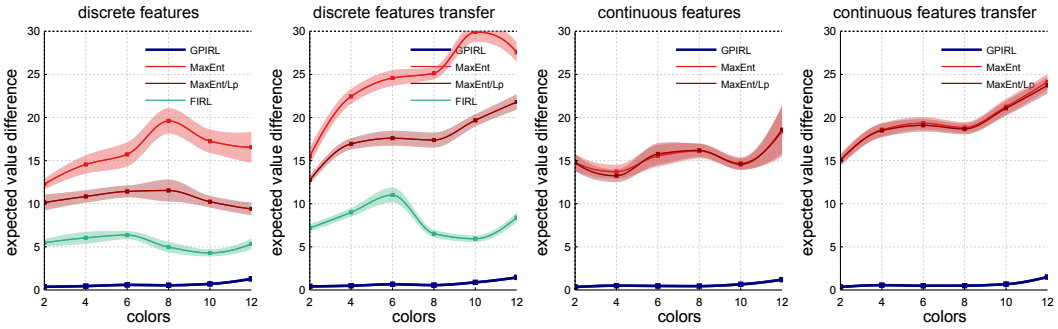 discrete features
30
25
20
15
10
5
0
2 4 6 8 10 12
expected value difference
colors
GPIRL
MaxEnt
MaxEnt/Lp
FIRL
discrete features transfer
30
25
20
15
10
5
0
2 4 6 8 10 12
expected value difference
colors
GPIRL
MaxEnt
MaxEnt/Lp
FIRL
continuous features
30
25
20
15
10
5
0
2 4 6 8 10 12
expected value difference
colors
GPIRL
MaxEnt
MaxEnt/Lp
continuous features transfer
30
25
20
15
10
5
0
2 4 6 8 10 12
expected value difference
colors
GPIRL
MaxEnt
MaxEnt/Lp